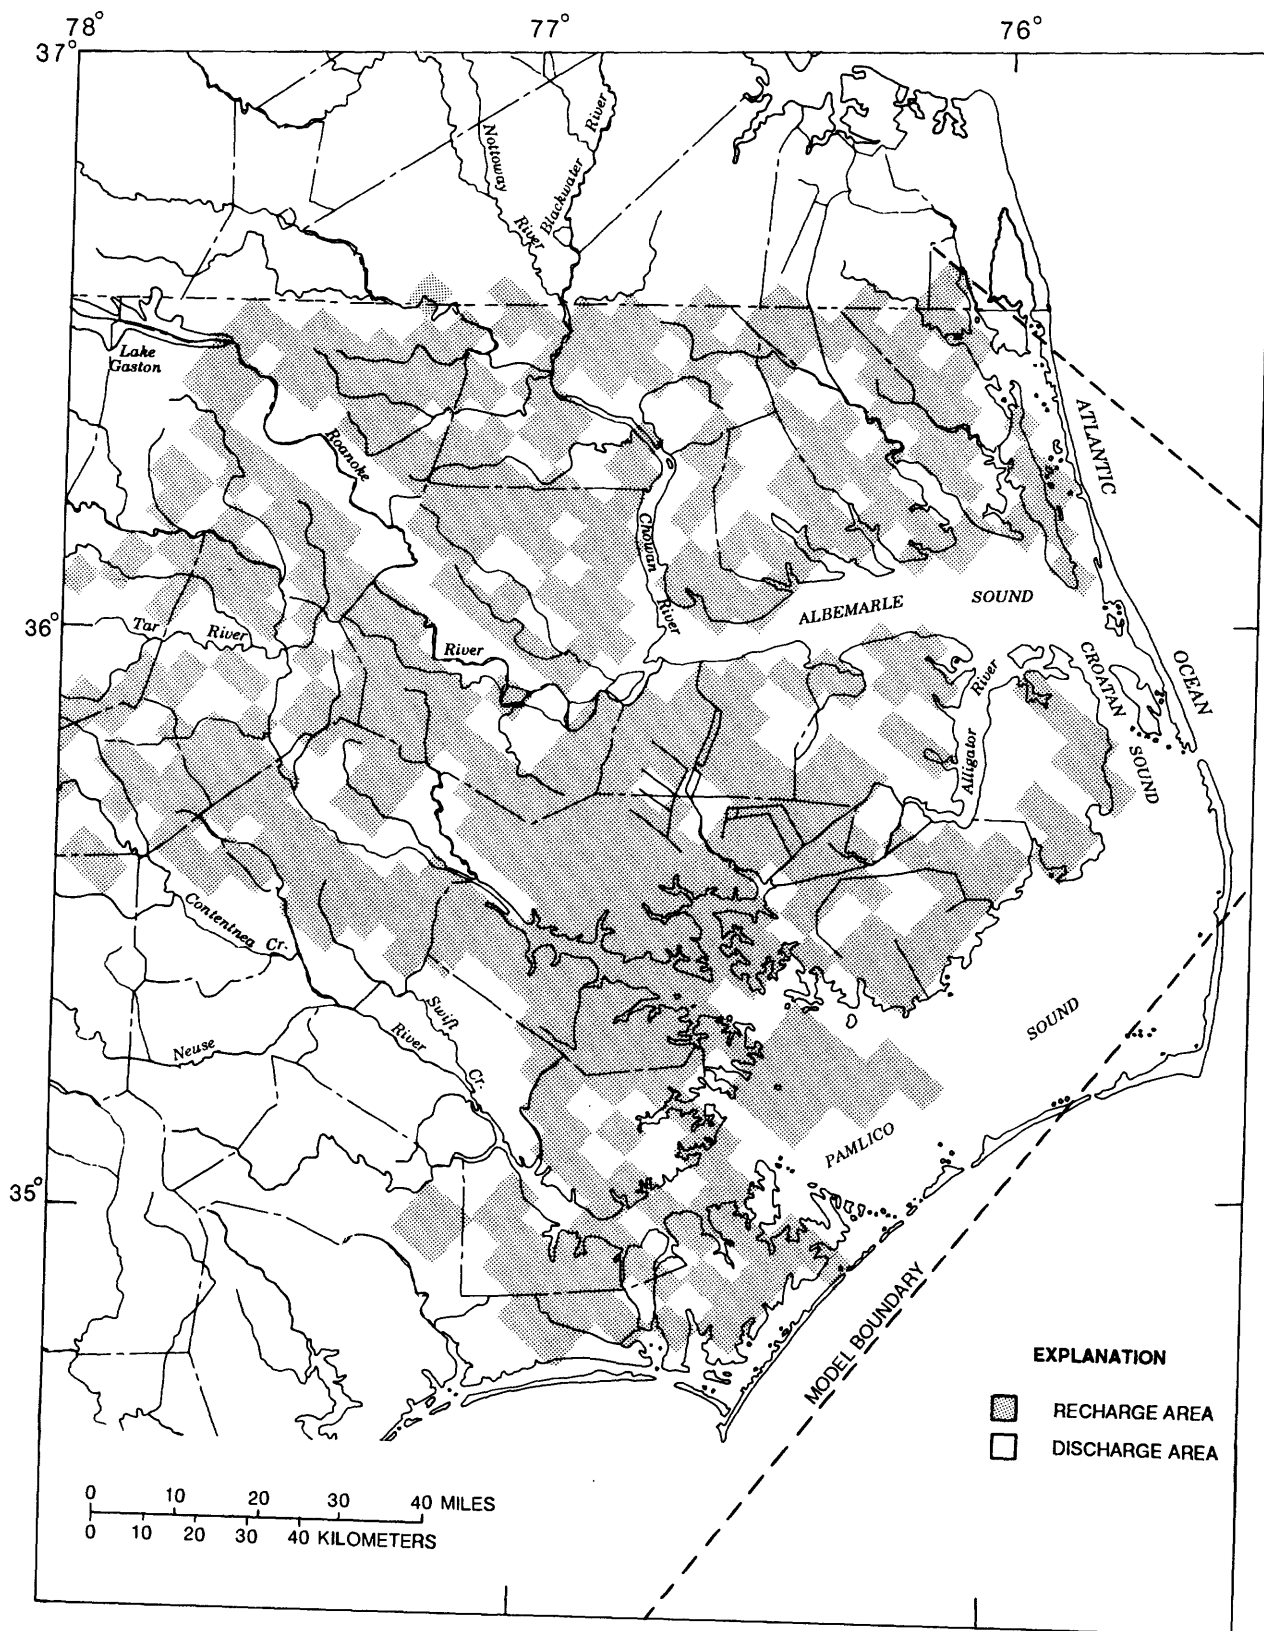 78° 77° 76°
37°
Nottoway
River
Blackwater
River
Lake
Gaston
Roanoke
ATLANTIC
Chowan
River
ALBEMARLE SOUND
36°
Tar River
River
River
Alligator
CROATAN
SOUND
OCEAN
Contentnea Cr.
Swift
Cr.
River
Neuse
SOUND
PAMLICO
35°
MODEL BOUNDARY
EXPLANATION
RECHARGE AREA
DISCHARGE AREA
0 10 20 30 40 MILES
0 10 20 30 40 KILOMETERS